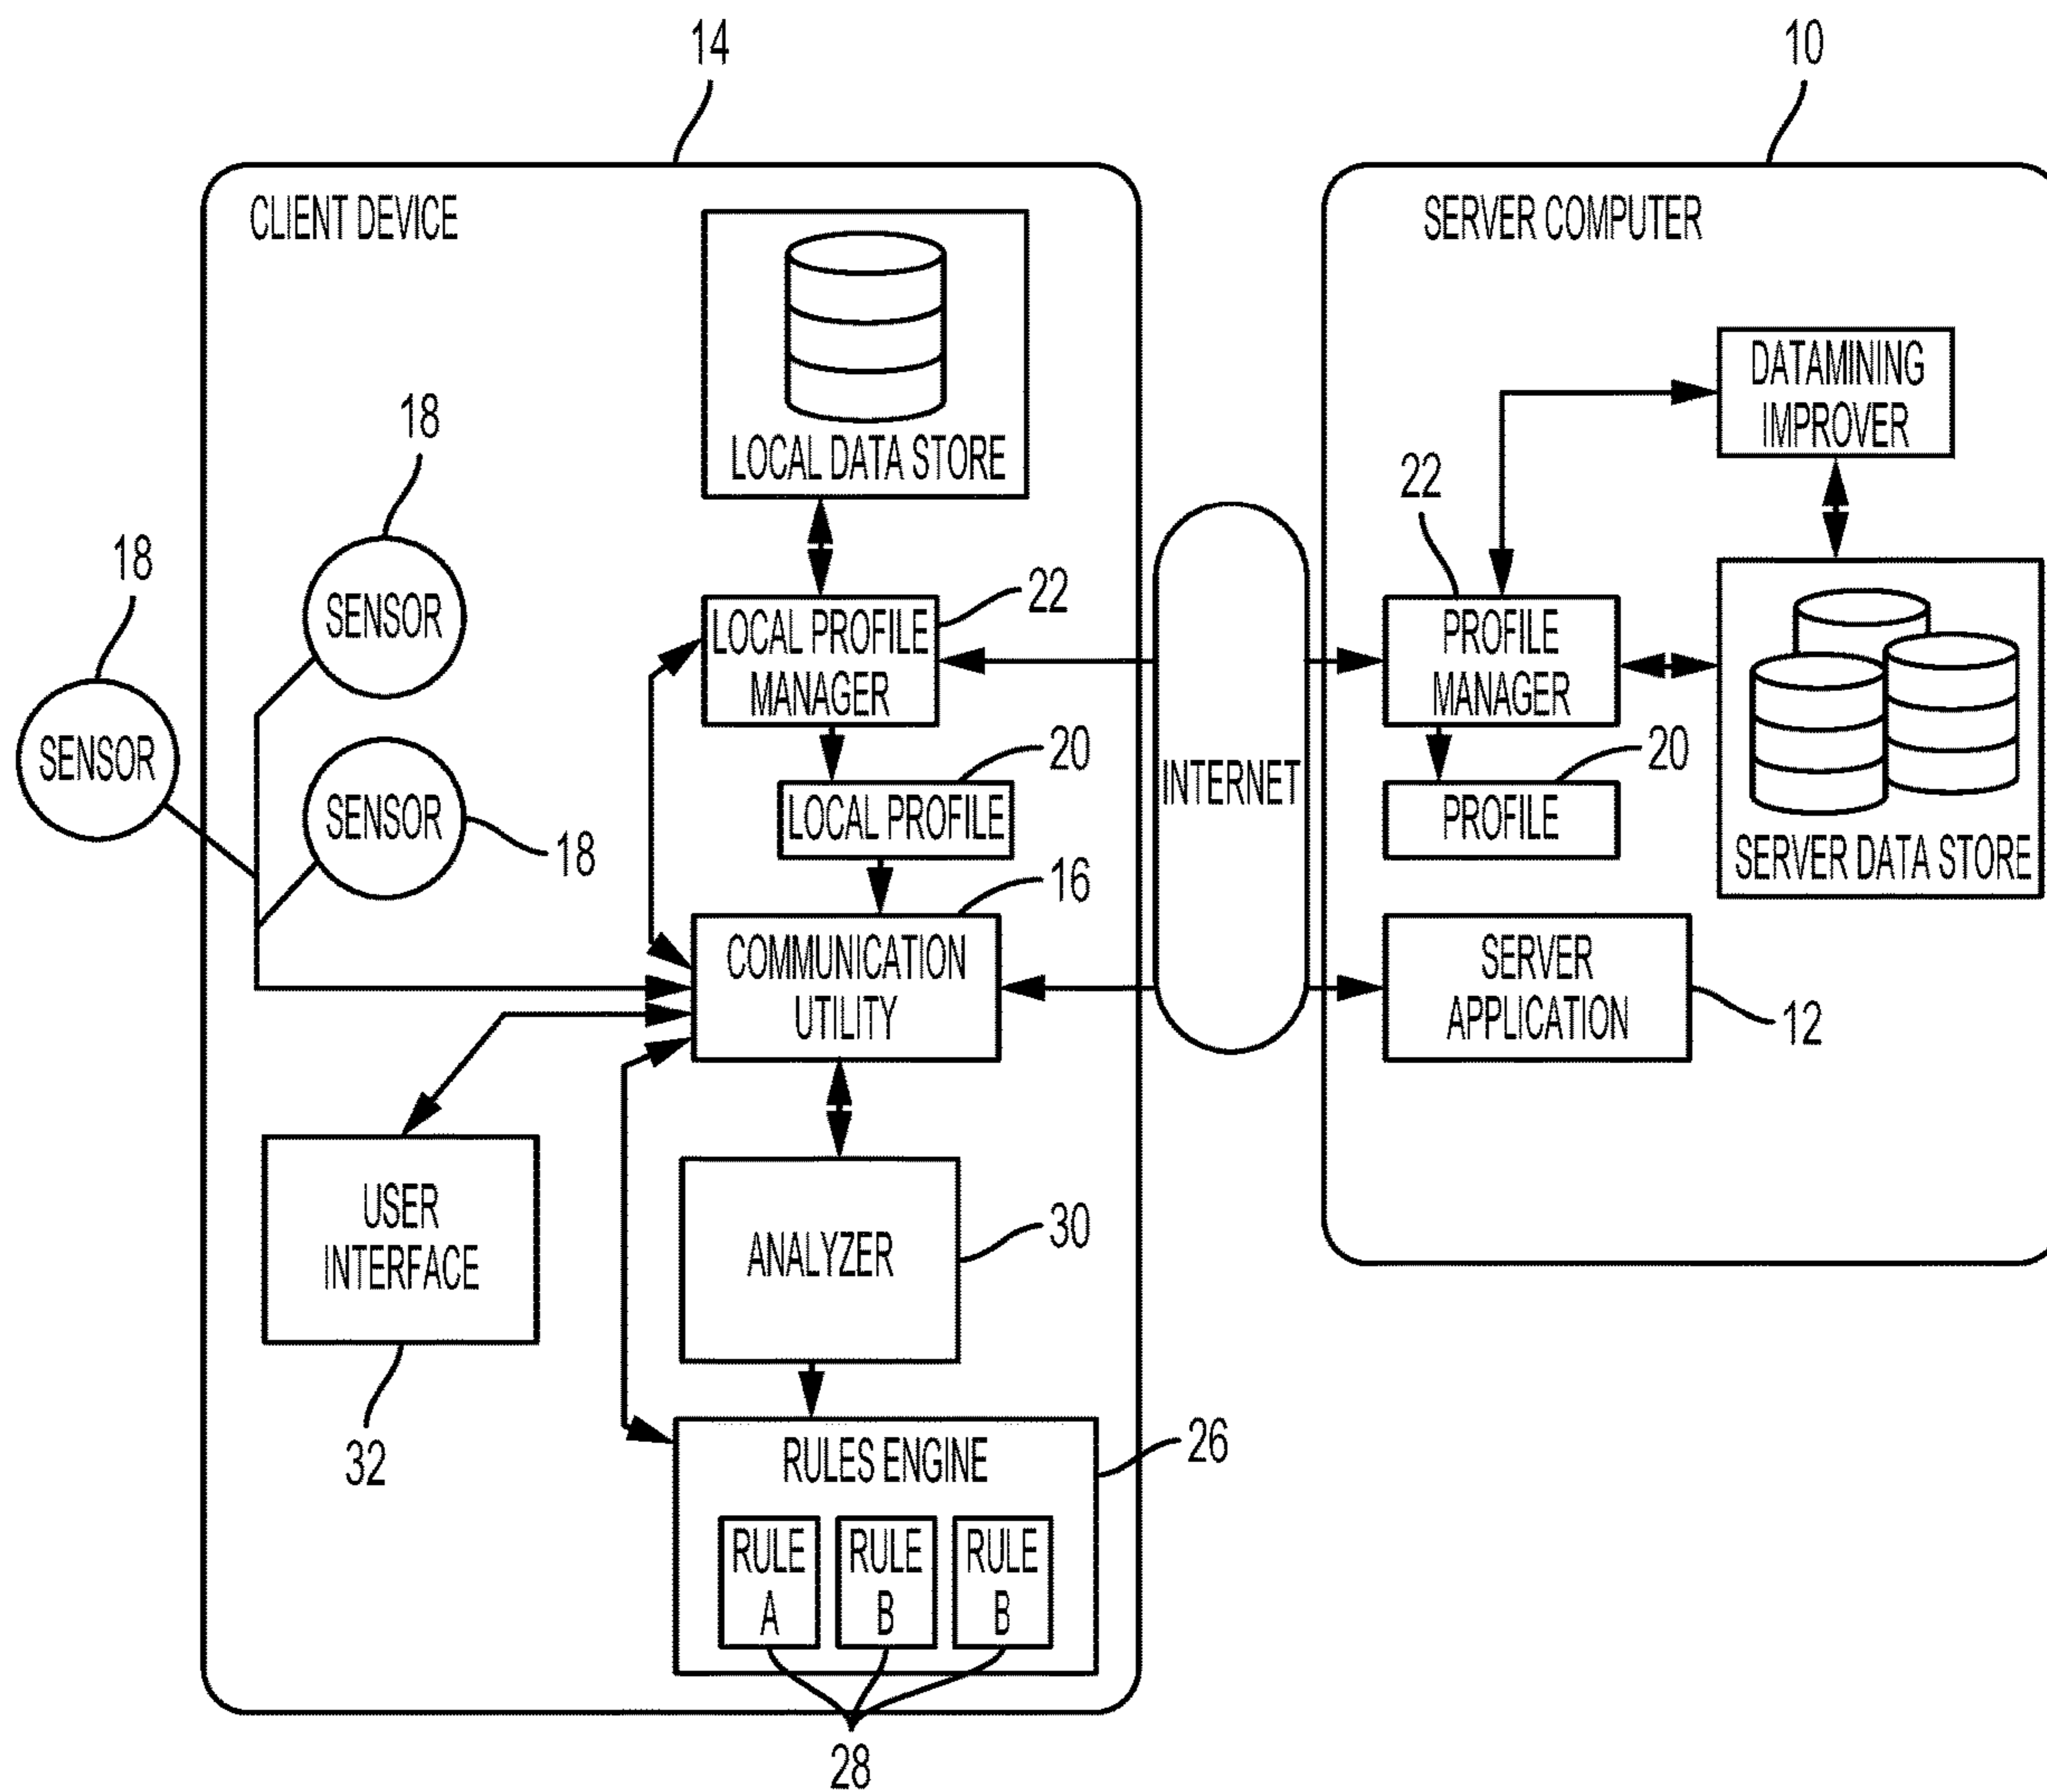 14
10
CLIENT DEVICE
SERVER COMPUTER
LOCAL DATA STORE
DATAMINING
IMPROVER
18
SENSOR
18
SENSOR
SENSOR
18
LOCAL PROFILE
MANAGER
22
22
PROFILE
MANAGER
LOCAL PROFILE
20
INTERNET
PROFILE
20
SERVER DATA STORE
COMMUNICATION
UTILITY
16
SERVER
APPLICATION
12
USER
INTERFACE
32
ANALYZER
30
RULES ENGINE
26
RULE
A
RULE
B
RULE
B
28